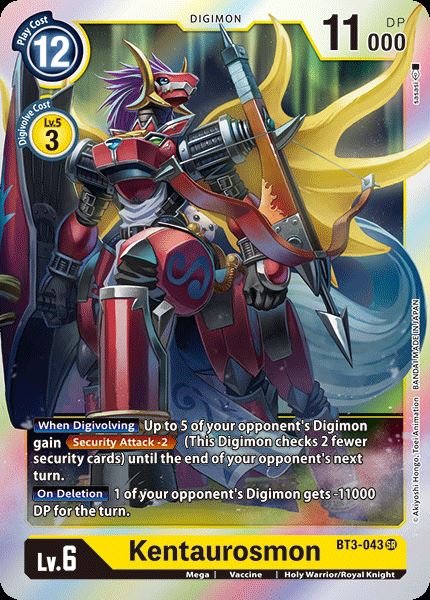 Play Cost
12
DIGIMON
11000
DP
Digivolve Cost
Lv.5
3
sasasi
When Digivolving Up to 5 of your opponent's Digimon
gain Security Attack -2 (This Digimon checks 2 fewer
security cards) until the end of your opponent's next
turn.
On Deletion 1 of your opponent's Digimon gets -11000
DP for the turn.
©Akiyoshi Hongo, Toei Animation BANDAI MADE IN JAPAN
Lv.6
Kentaurosmon
BT3-043 SR
Mega | Vaccine | Holy Warrior/Royal Knight